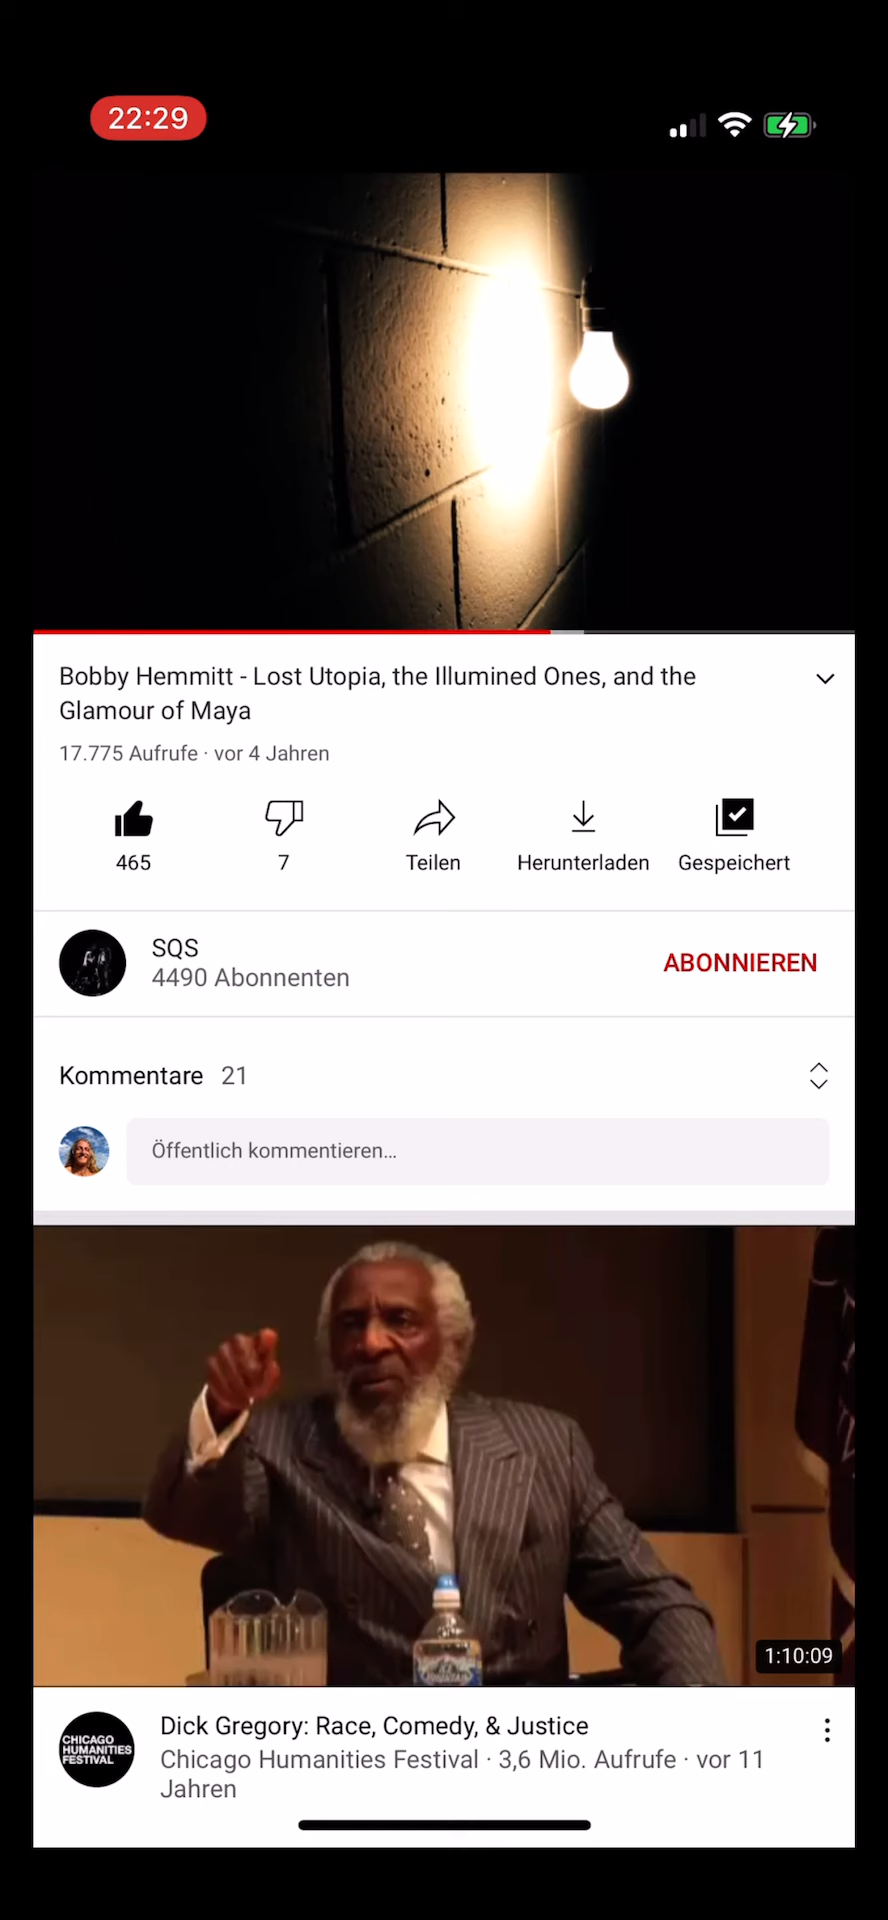 22:29
Bobby Hemmitt - Lost Utopia, the Illumined Ones, and the
Glamour of Maya
17.775 Aufrufe · vor 4 Jahren
465
7
Teilen
Herunterladen
Gespeichert
SQS
4490 Abonnenten
ABONNIEREN
Kommentare 21
Öffentlich kommentieren...
1:10:09
CHICAGO
HUMANITIES
FESTIVAL
Dick Gregory: Race, Comedy, & Justice
Chicago Humanities Festival · 3,6 Mio. Aufrufe · vor 11
Jahren